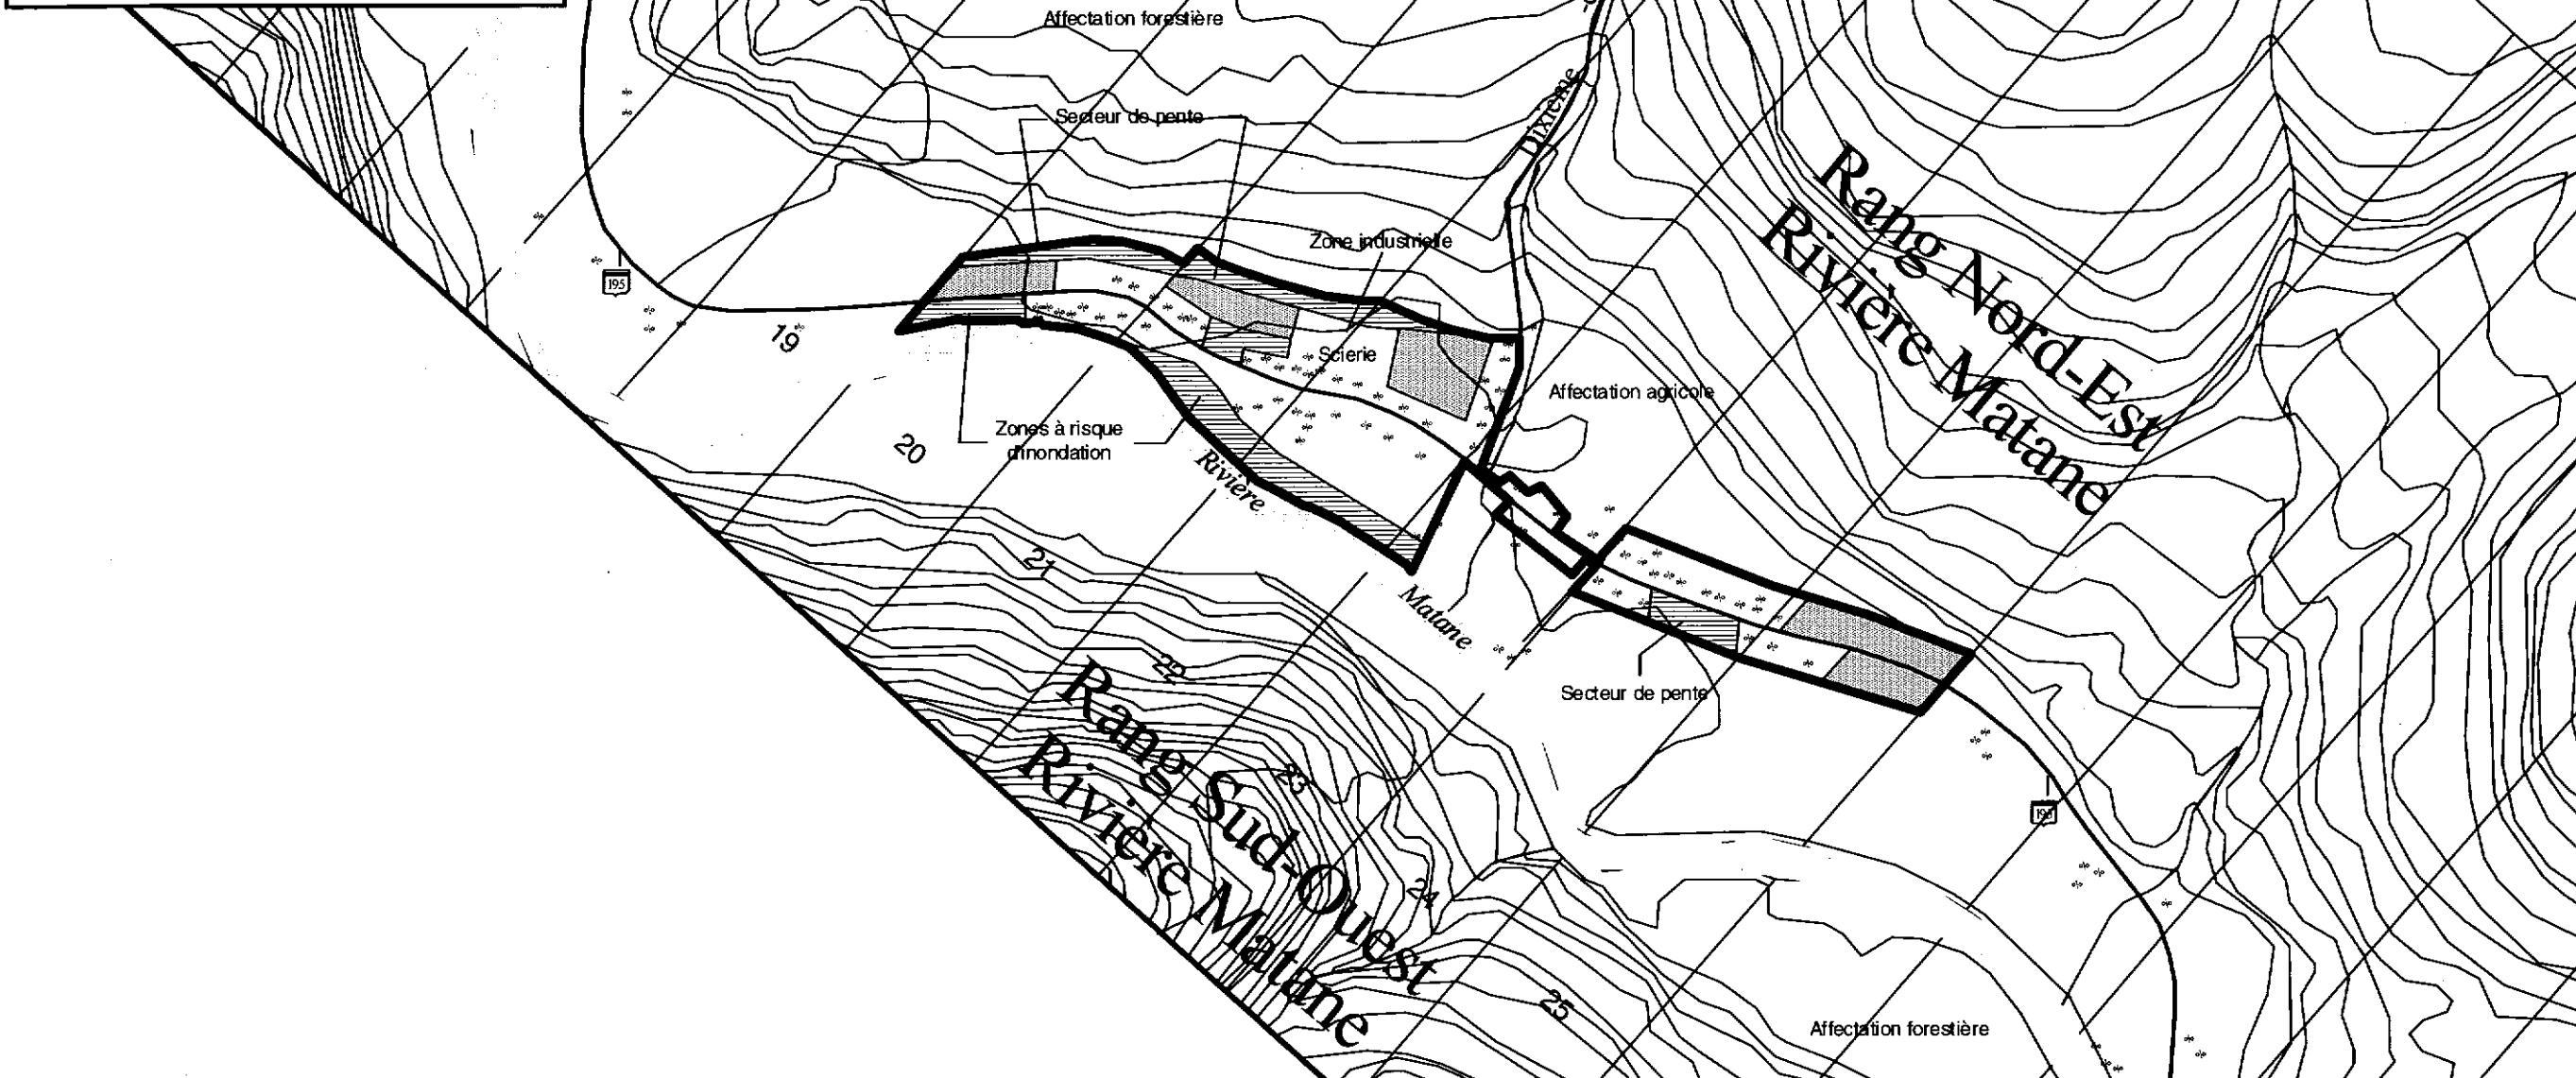 Affectation forestière
Secteur de pente
Dixième
Rang Nord-Est
Rivière Matane
Zone industrielle
195
19
Scierie
Affectation agricole
Zones à risque
d'inondation
20
Rivière
21
Matane
22
Secteur de pente
Rang Sud-Ouest
Rivière Matane
23
195
24
25
Affectation forestière